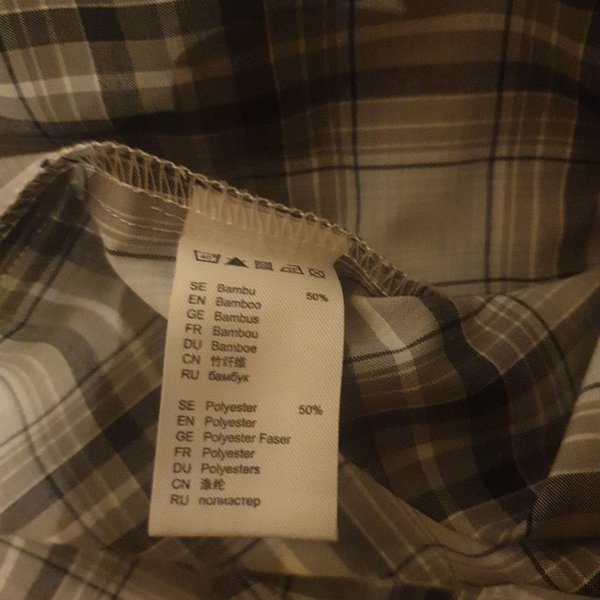 40
SE Bambu 50%
EN Bamboo
GE Bambus
FR Bambou
DU Bamboe
CN 竹纤维
RU бамбук
SE Polyester 50%
EN Polyester
GE Polyester Faser
FR Polyester
DU Polyesters
CN 涤纶
RU полиэстер